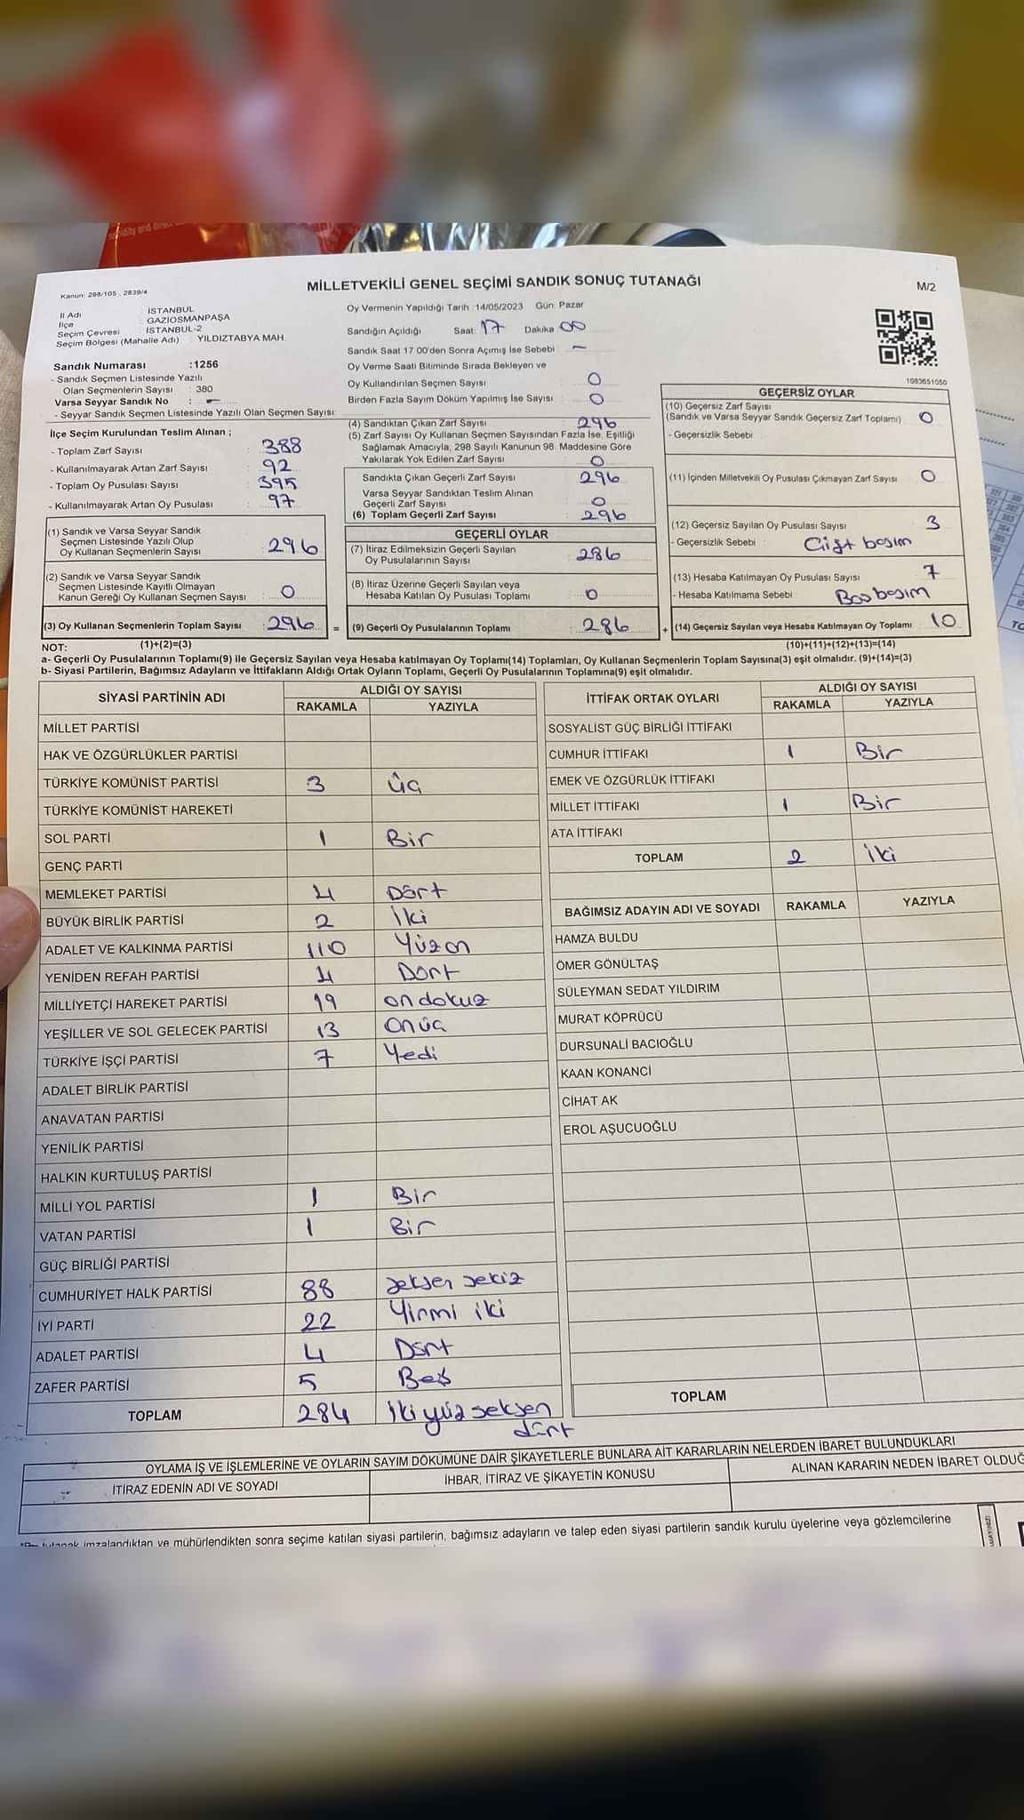 MİLLETVEKİLİ GENEL SEÇİMİ SANDIK SONUÇ TUTANAĞI
M/2
Kanun: 298/105 , 2839/4
İl Adı : İSTANBUL
İlçe : GAZİOSMANPAŞA
Seçim Çevresi : İSTANBUL-2
Seçim Bölgesi (Mahalle Adı) : YILDIZTABYA MAH
Sandık Numarası : 1256
- Sandık Seçmen Listesinde Yazılı
Olan Seçmenlerin Sayısı : 380
Varsa Seyyar Sandık No : -
- Seyyar Sandık Seçmen Listesinde Yazılı Olan Seçmen Sayısı :
İlçe Seçim Kurulundan Teslim Alınan ;
- Toplam Zarf Sayısı : 388
- Kullanılmayarak Artan Zarf Sayısı : 92
- Toplam Oy Pusulası Sayısı : 395
- Kullanılmayarak Artan Oy Pusulası : 97
(1) Sandık ve Varsa Seyyar Sandık
Seçmen Listesinde Yazılı Olup
Oy Kullanan Seçmenlerin Sayısı : 296
(2) Sandık ve Varsa Seyyar Sandık
Seçmen Listesinde Kayıtlı Olmayan
Kanun Gereği Oy Kullanan Seçmen Sayısı : 0
(3) Oy Kullanan Seçmenlerin Toplam Sayısı : 296 =
Oy Vermenin Yapıldığı Tarih : 14/05/2023 Gün: Pazar
Sandığın Açıldığı Saat: 17 Dakika 00
Sandık Saat 17:00'den Sonra Açımış İse Sebebi : -
Oy Verme Saati Bitiminde Sırada Bekleyen ve
Oy Kullandırılan Seçmen Sayısı : 0
Birden Fazla Sayım Döküm Yapılmış İse Sayısı : 0
(4) Sandıktan Çıkan Zarf Sayısı : 296
(5) Zarf Sayısı Oy Kullanan Seçmen Sayısından Fazla İse, Eşitliği
Sağlamak Amacıyla, 298 Sayılı Kanunun 98. Maddesine Göre
Yakılarak Yok Edilen Zarf Sayısı : 0
Sandıkta Çıkan Geçerli Zarf Sayısı : 296
Varsa Seyyar Sandıktan Teslim Alınan
Geçerli Zarf Sayısı : 0
(6) Toplam Geçerli Zarf Sayısı : 296
GEÇERLİ OYLAR
(7) İtiraz Edilmeksizin Geçerli Sayılan
Oy Pusulalarının Sayısı : 286
(8) İtiraz Üzerine Geçerli Sayılan veya
Hesaba Katılan Oy Pusulası Toplamı : 0
(9) Geçerli Oy Pusulalarının Toplamı : 286 +
1083651050
GEÇERSİZ OYLAR
(10) Geçersiz Zarf Sayısı
(Sandık ve Varsa Seyyar Sandık Geçersiz Zarf Toplamı) : 0
- Geçersizlik Sebebi :
(11) İçinden Milletvekili Oy Pusulası Çıkmayan Zarf Sayısı : 0
(12) Geçersiz Sayılan Oy Pusulası Sayısı : 3
- Geçersizlik Sebebi : Çift basım
(13) Hesaba Katılmayan Oy Pusulası Sayısı : 7
- Hesaba Katılmama Sebebi : Boş basım
(14) Geçersiz Sayılan veya Hesaba Katılmayan Oy Toplamı : 10
NOT: (1)+(2)=(3) (10)+(11)+(12)+(13)=(14)
a- Geçerli Oy Pusulalarının Toplamı(9) ile Geçersiz Sayılan veya Hesaba katılmayan Oy Toplamı(14) Toplamları, Oy Kullanan Seçmenlerin Toplam Sayısına(3) eşit olmalıdır. (9)+(14)=(3)
b- Siyasi Partilerin, Bağımsız Adayların ve İttifakların Aldığı Ortak Oyların Toplamı, Geçerli Oy Pusulalarının Toplamına(9) eşit olmalıdır.
SİYASİ PARTİNİN ADI ALDIĞI OY SAYISI
RAKAMLA YAZIYLA
MİLLET PARTİSİ
HAK VE ÖZGÜRLÜKLER PARTİSİ
TÜRKİYE KOMÜNİST PARTİSİ 3 üç
TÜRKİYE KOMÜNİST HAREKETİ
SOL PARTİ 1 Bir
GENÇ PARTİ
MEMLEKET PARTİSİ 4 Dört
BÜYÜK BİRLİK PARTİSİ 2 İki
ADALET VE KALKINMA PARTİSİ 110 Yüzon
YENİDEN REFAH PARTİSİ 4 Dört
MİLLİYETÇİ HAREKET PARTİSİ 19 on dokuz
YEŞİLLER VE SOL GELECEK PARTİSİ 13 Onüç
TÜRKİYE İŞÇİ PARTİSİ 7 Yedi
ADALET BİRLİK PARTİSİ
ANAVATAN PARTİSİ
YENİLİK PARTİSİ
HALKIN KURTULUŞ PARTİSİ
MİLLİ YOL PARTİSİ 1 Bir
VATAN PARTİSİ 1 Bir
GÜÇ BİRLİĞİ PARTİSİ
CUMHURİYET HALK PARTİSİ 88 seksen sekiz
İYİ PARTİ 22 Yirmi iki
ADALET PARTİSİ 4 Dört
ZAFER PARTİSİ 5 Beş
TOPLAM 284 İki yüz seksen
dört
İTTİFAK ORTAK OYLARI ALDIĞI OY SAYISI
RAKAMLA YAZIYLA
SOSYALİST GÜÇ BİRLİĞİ İTTİFAKI
CUMHUR İTTİFAKI 1 Bir
EMEK VE ÖZGÜRLÜK İTTİFAKI
MİLLET İTTİFAKI 1 Bir
ATA İTTİFAKI
TOPLAM 2 İki
BAĞIMSIZ ADAYIN ADI VE SOYADI RAKAMLA YAZIYLA
HAMZA BULDU
ÖMER GÖNÜLTAŞ
SÜLEYMAN SEDAT YILDIRIM
MURAT KÖPRÜCÜ
DURSUNALİ BACIOĞLU
KAAN KONANCİ
CİHAT AK
EROL AŞUCUOĞLU
TOPLAM
OYLAMA İŞ VE İŞLEMLERİNE VE OYLARIN SAYIM DÖKÜMÜNE DAİR ŞİKAYETLERLE BUNLARA AİT KARARLARIN NELERDEN İBARET BULUNDUKLARI
İTİRAZ EDENİN ADI VE SOYADI İHBAR, İTİRAZ VE ŞİKAYETİN KONUSU ALINAN KARARIN NEDEN İBARET OLDUĞ
tutanak imzalandıktan ve mühürlendikten sonra seçime katılan siyasi partilerin, bağımsız adayların ve talep eden siyasi partilerin sandık kurulu üyelerine veya gözlemcilerine